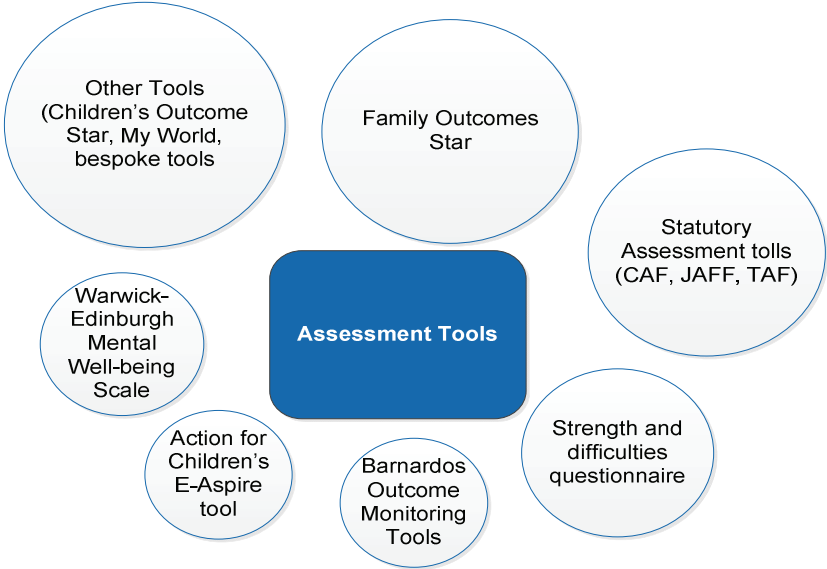 Other Tools
(Children's Outcome
Star, My World,
bespoke tools
Family Outcomes
Star
Statutory
Assessment tolls
(CAF, JAFF, TAF)
Warwick-
Edinburgh
Mental
Well-being
Scale
Assessment Tools
Strength and
difficulties
questionnaire
Action for
Children's
E-Aspire
tool
Barnardos
Outcome
Monitoring
Tools